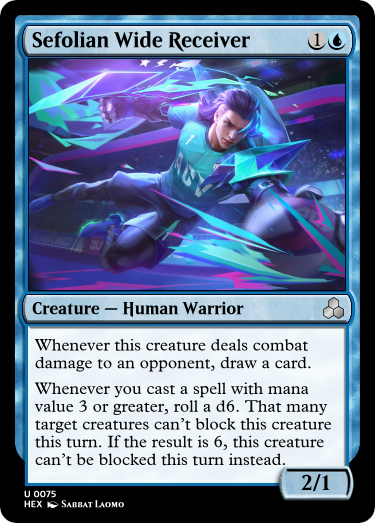 Sefolian Wide Receiver 1
Creature — Human Warrior
Whenever this creature deals combat
damage to an opponent, draw a card.
Whenever you cast a spell with mana
value 3 or greater, roll a d6. That many
target creatures can't block this creature
this turn. If the result is 6, this creature
can't be blocked this turn instead.
2/1
U 0075
HEX SABBAT LAOMO